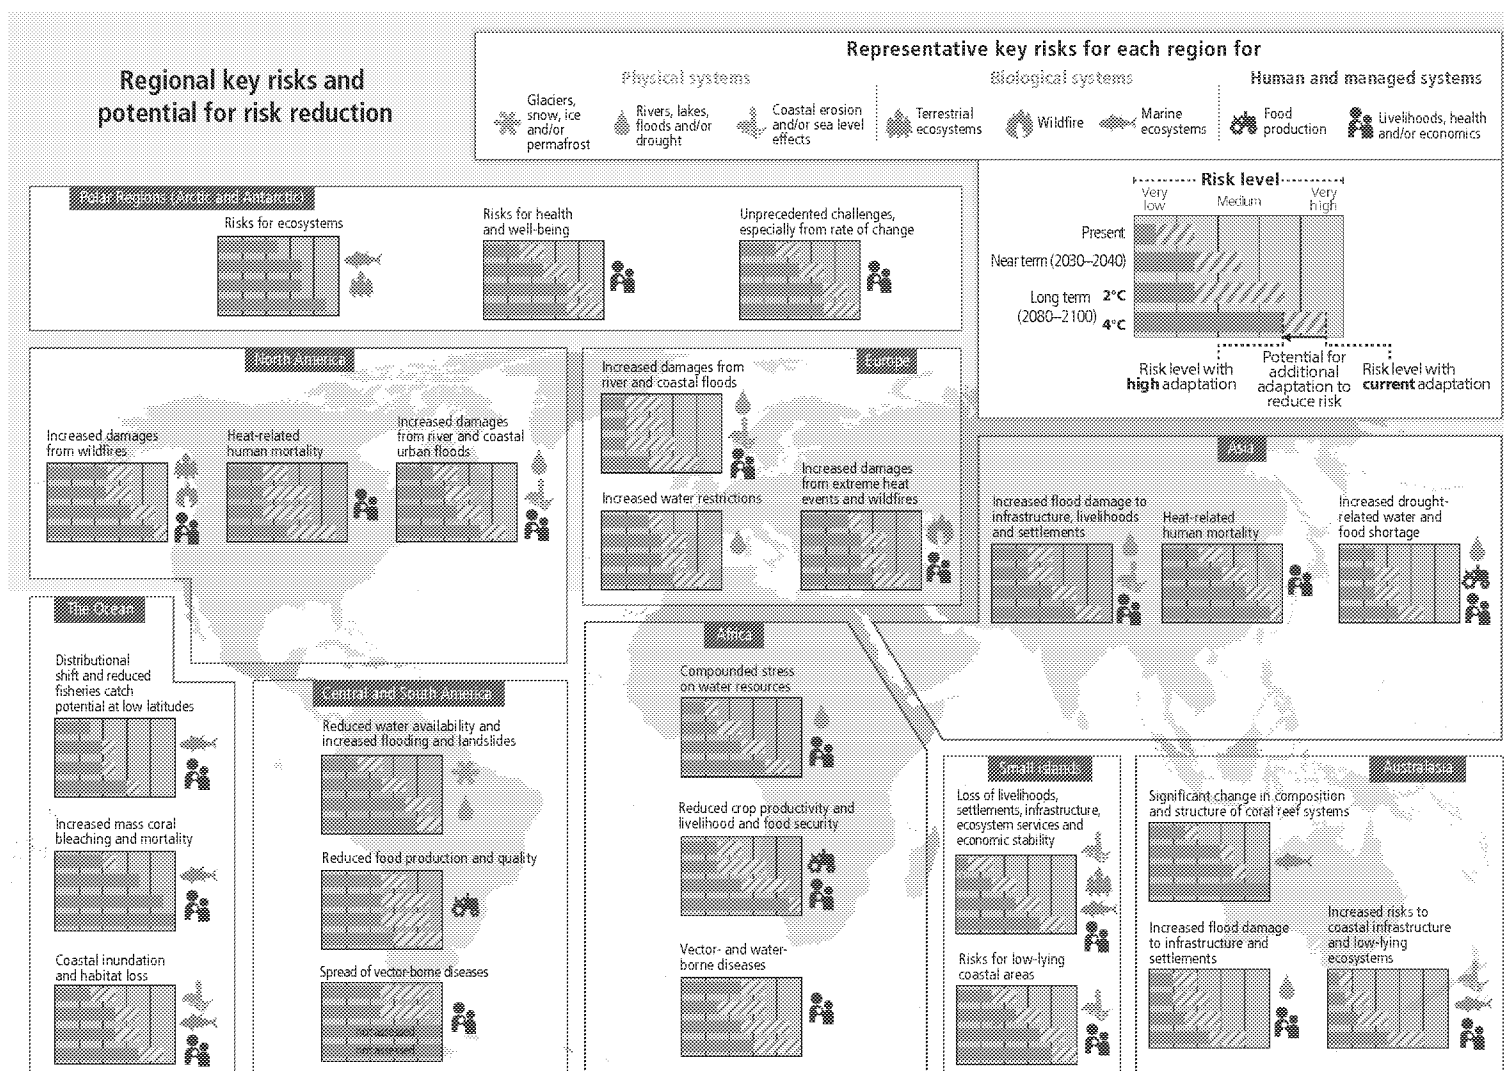 Regional key risks and
potential for risk reduction
Representative key risks for each region for
Physical systems
Biological systems
Human and managed systems
Glaciers,
snow, ice
and/or
permafrost
Rivers, lakes,
floods and/or
drought
Coastal erosion
and/or sea level
effects
Terrestrial
ecosystems
Wildfire
Marine
ecosystems
Food
production
Livelihoods, health
and/or economics
Risk level
Very
low
Medium
Very
high
Present
Near term (2030–2040)
Long term
(2080–2100)
2°C
4°C
Risk level with
high adaptation
Potential for
additional
adaptation to
reduce risk
Risk level with
current adaptation
Polar Regions (Arctic and Antarctic)
Risks for ecosystems
Risks for health
and well-being
Unprecedented challenges,
especially from rate of change
North America
Increased damages
from wildfires
Heat-related
human mortality
Increased damages
from river and coastal
urban floods
Europe
Increased damages from
river and coastal floods
Increased water restrictions
Increased damages
from extreme heat
events and wildfires
Asia
Increased flood damage to
infrastructure, livelihoods
and settlements
Heat-related
human mortality
Increased drought-
related water and
food shortage
The Ocean
Distributional
shift and reduced
fisheries catch
potential at low latitudes
Increased mass coral
bleaching and mortality
Coastal inundation
and habitat loss
Central and South America
Reduced water availability and
increased flooding and landslides
Reduced food production and quality
Spread of vector-borne diseases
not assessed
not assessed
Africa
Compounded stress
on water resources
Reduced crop productivity and
livelihood and food security
Vector- and water-
borne diseases
Small islands
Loss of livelihoods,
settlements, infrastructure,
ecosystem services and
economic stability
Risks for low-lying
coastal areas
Australasia
Significant change in composition
and structure of coral reef systems
Increased flood damage
to infrastructure and
settlements
Increased risks to
coastal infrastructure
and low-lying
ecosystems